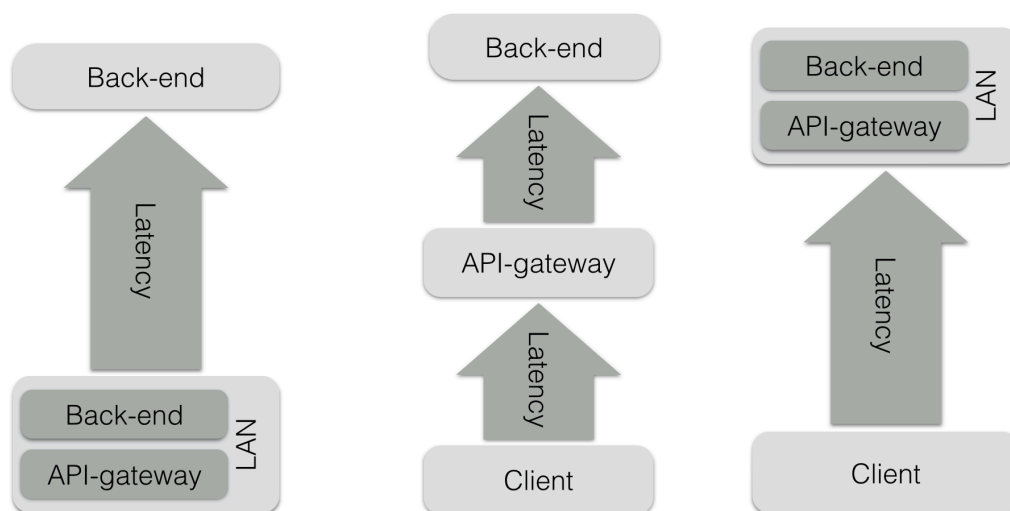 Back-end
Latency
Back-end
API-gateway
LAN
Back-end
Latency
API-gateway
Latency
Client
Back-end
API-gateway
LAN
Latency
Client